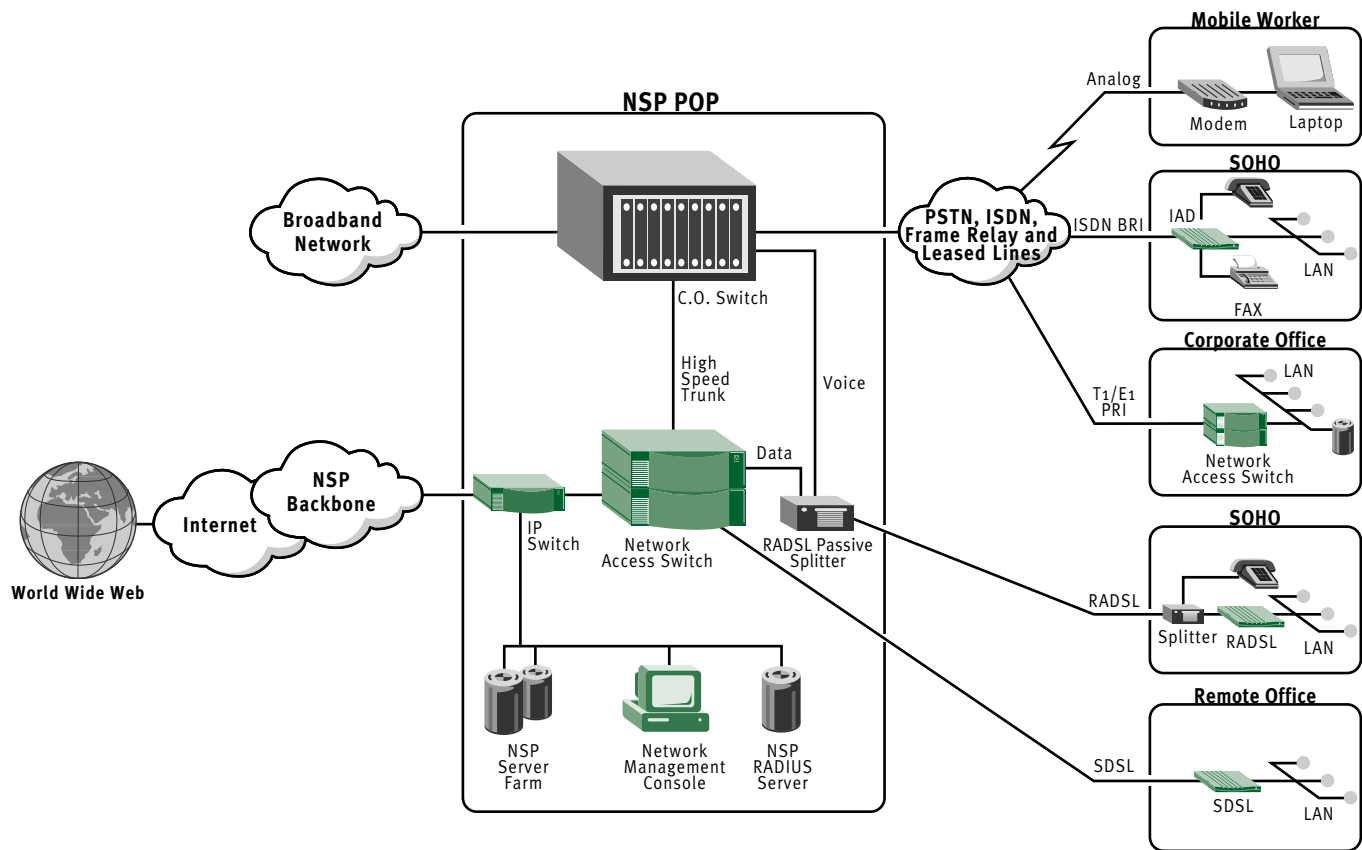 Mobile Worker
Analog
Modem
Laptop
NSP POP
SOHO
Broadband
Network
PSTN, ISDN,
Frame Relay and
Leased Lines
ISDN BRI
IAD
LAN
FAX
C.O. Switch
High
Speed
Trunk
Voice
Corporate Office
LAN
T1/E1
PRI
Network
Access Switch
Data
NSP
Backbone
Internet
World Wide Web
IP
Switch
Network
Access Switch
RADSL Passive
Splitter
SOHO
RADSL
Splitter
RADSL
LAN
NSP
Server
Farm
Network
Management
Console
NSP
RADIUS
Server
Remote Office
SDSL
SDSL
LAN